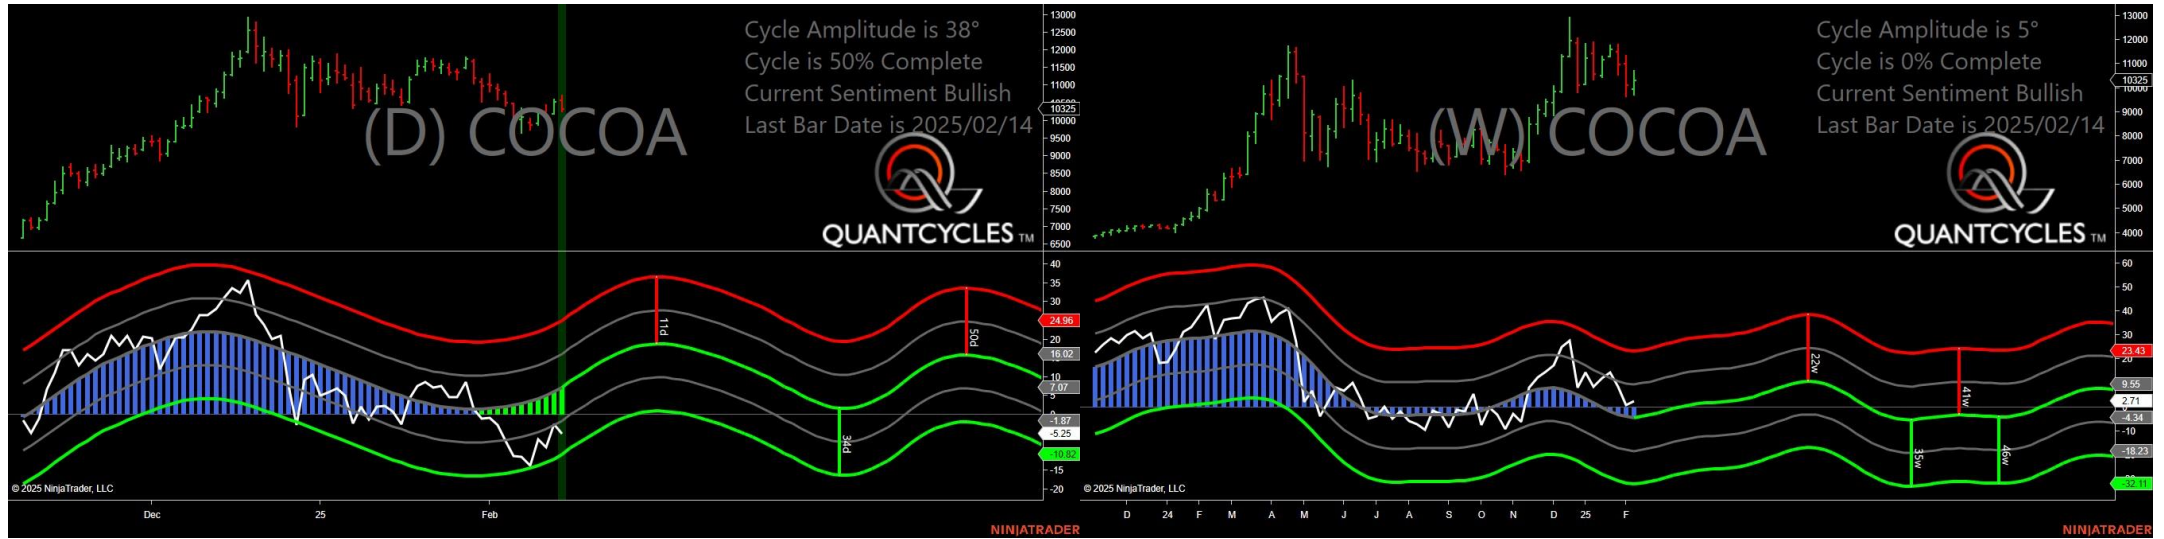 Cycle Amplitude is 38°
Cycle is 50% Complete
Current Sentiment Bullish
Last Bar Date is 2025/02/14
(D) COCOA
QUANTCYCLES TM
13000
12500
12000
11500
11000
10325
10000
9500
9000
8500
8000
7500
7000
6500
40
35
30
24.96
20
16.02
10
7.07
5
-1.87
-5.25
-10.82
-15
-20
11d
34d
50d
© 2025 NinjaTrader, LLC
Dec
25
Feb
NINJATRADER
Cycle Amplitude is 5°
Cycle is 0% Complete
Current Sentiment Bullish
Last Bar Date is 2025/02/14
(W) COCOA
QUANTCYCLES TM
13000
12000
11000
10325
10000
9000
8000
7000
6000
5000
4000
60
50
40
30
23.43
20
9.55
2.71
-4.34
-10
-18.23
-32.11
22w
35w
41w
46w
© 2025 NinjaTrader, LLC
D
24
F
M
A
M
J
J
A
S
O
N
D
25
F
NINJATRADER